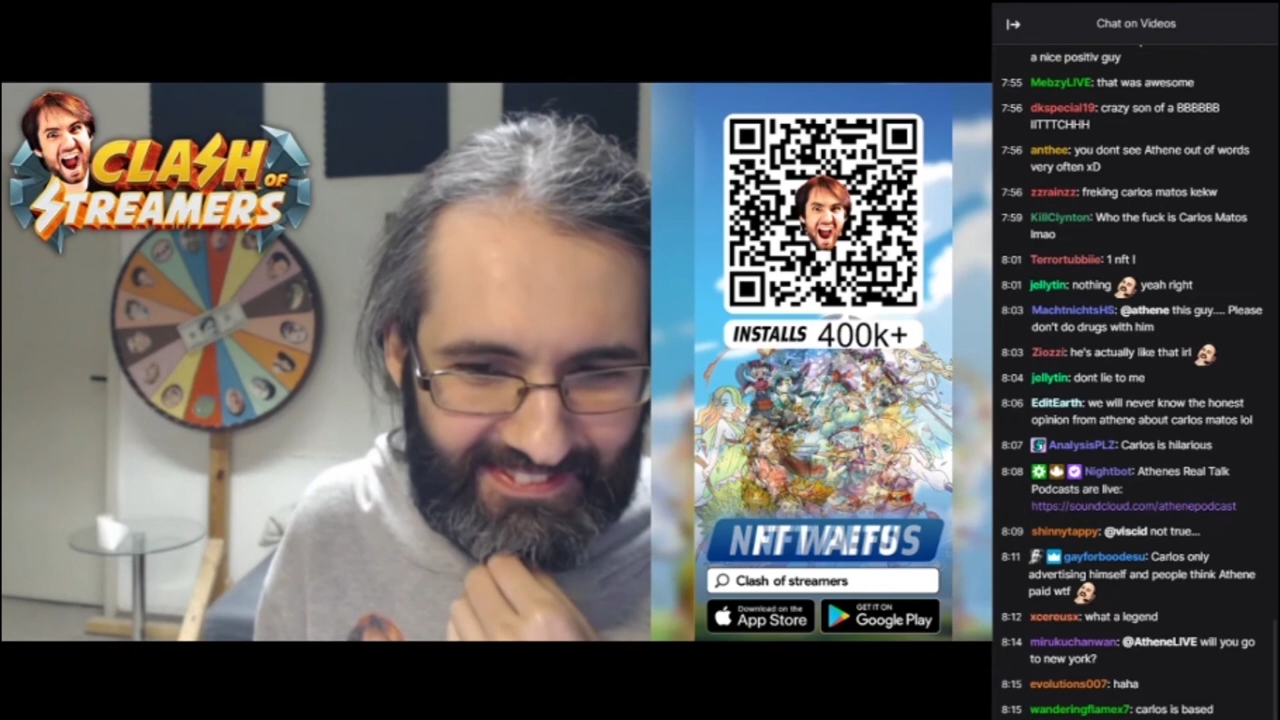 CLASH
OF
STREAMERS
INSTALLS 400k+
Clash of streamers
Download on the
App Store
GET IT ON
Google Play
Chat on Videos
a nice positiv guy
7:55 MebzyLIVE: that was awesome
7:56 dkspecial19: crazy son of a BBBBBB
IITTTCHHH
7:56 anthee: you dont see Athene out of words
very often xD
7:56 zzrainzz: freking carlos matos kekw
7:59 KillClynton: Who the fuck is Carlos Matos
lmao
8:01 Terrortubbiie: 1 nft !
8:01 jellytin: nothing yeah right
8:03 MachtnichtsHS: @athene this guy.... Please
don't do drugs with him
8:03 Ziozzi: he's actually like that irl
8:04 jellytin: dont lie to me
8:06 EditEarth: we will never know the honest
opinion from athene about carlos matos lol
8:07 AnalysisPLZ: Carlos is hilarious
8:08 Nightbot: Athenes Real Talk
Podcasts are live:
https://soundcloud.com/athenepodcast
8:09 shinnytappy: @viscid not true...
8:11 gayforboodesu: Carlos only
advertising himself and people think Athene
paid wtf
8:12 xcereusx: what a legend
8:14 mirukuchanwan: @AtheneLIVE will you go
to new york?
8:15 evolutions007: haha
8:15 wanderingflamex7: carlos is based